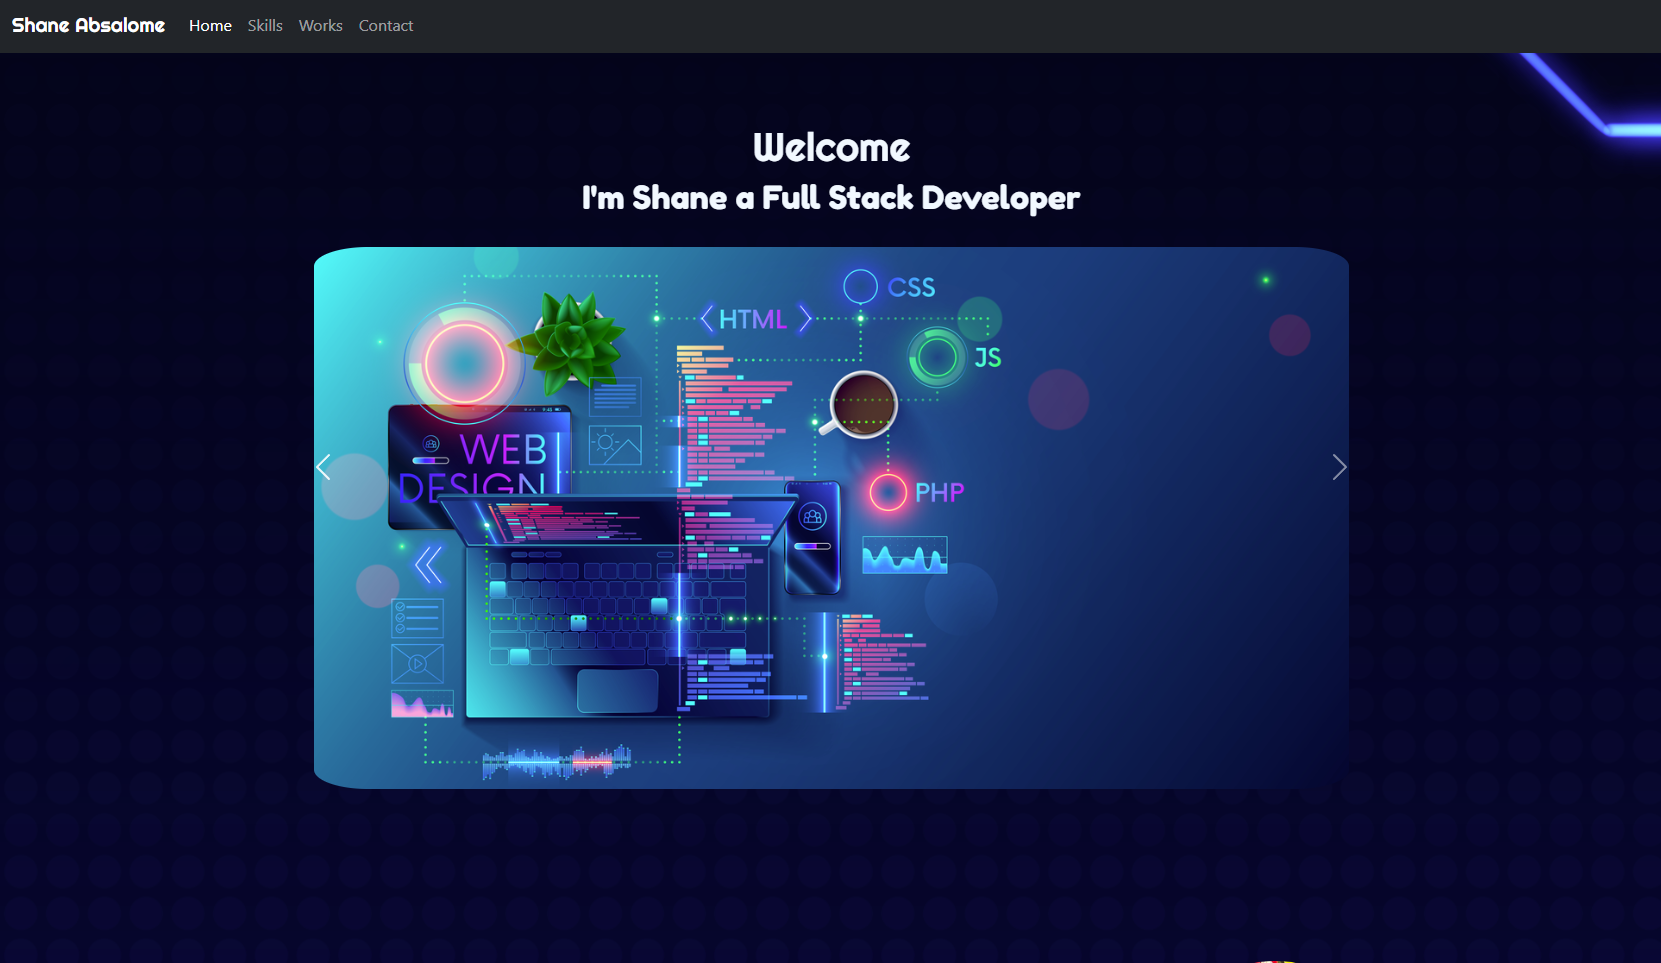 Shane Absalome Home Skills Works Contact
Welcome
I'm Shane a Full Stack Developer
CSS
HTML
JS
WEB
DESIGN
PHP